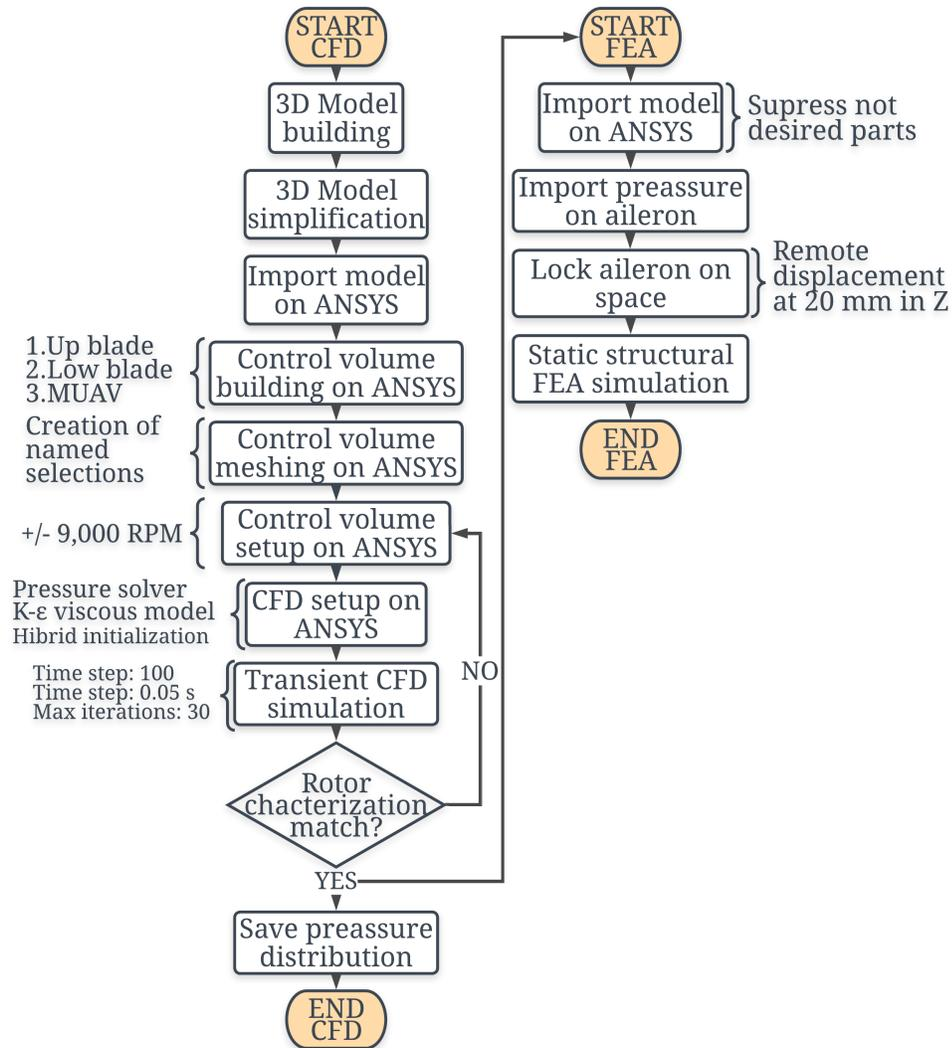 START
CFD
3D Model
building
3D Model
simplification
Import model
on ANSYS
1.Up blade
2.Low blade
3.MUAV
Control volume
building on ANSYS
Creation of
named
selections
Control volume
meshing on ANSYS
+/- 9,000 RPM
Control volume
setup on ANSYS
Pressure solver
K-ε viscous model
Hibrid initialization
CFD setup on
ANSYS
Time step: 100
Time step: 0.05 s
Max iterations: 30
Transient CFD
simulation
NO
Rotor
chacterization
match?
YES
Save preassure
distribution
END
CFD
START
FEA
Import model
on ANSYS
Supress not
desired parts
Import preassure
on aileron
Lock aileron on
space
Remote
displacement
at 20 mm in Z
Static structural
FEA simulation
END
FEA